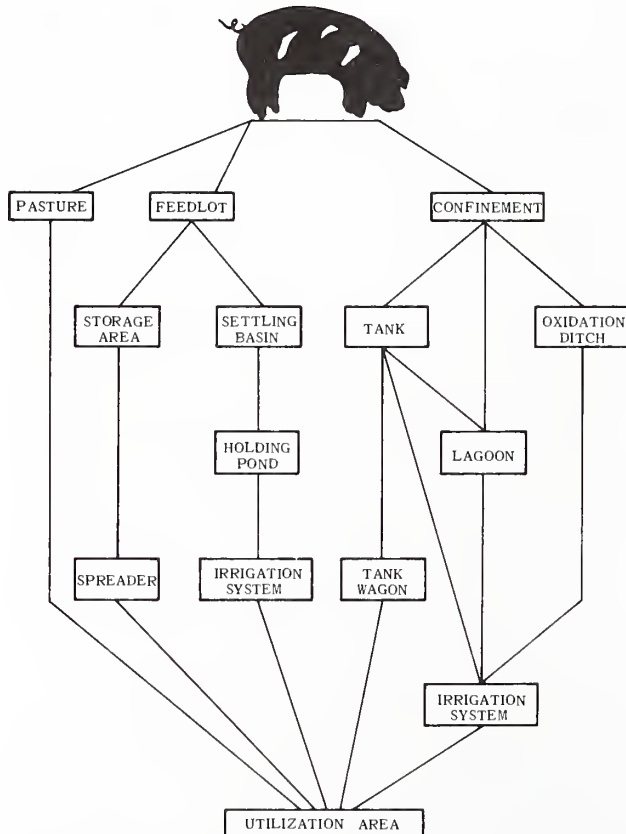 PASTURE
FEEDLOT
CONFINEMENT
STORAGE
AREA
SETTLING
BASIN
TANK
OXIDATION
DITCH
HOLDING
POND
LAGOON
SPREADER
IRRIGATION
SYSTEM
TANK
WAGON
IRRIGATION
SYSTEM
UTILIZATION AREA